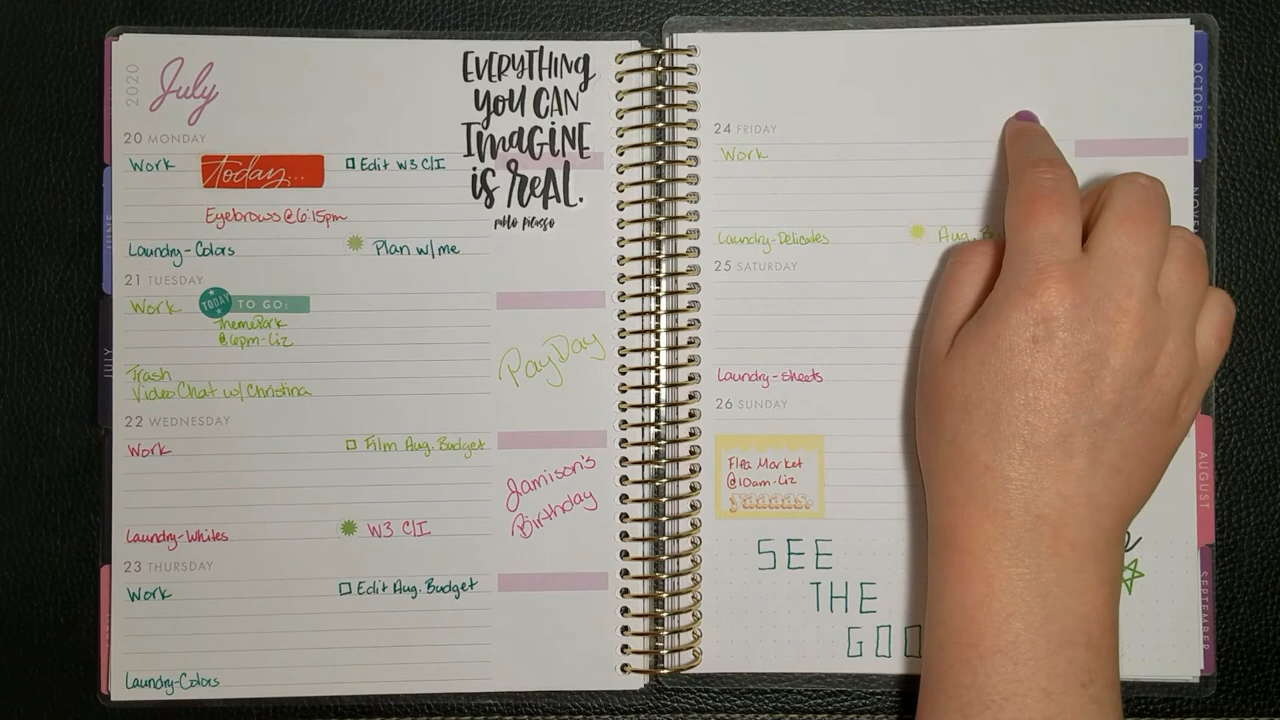 2020
July
20 MONDAY
Work
today...
Edit W3 C/I
Eyebrows @ 6:15pm
Laundry-Colors
Plan w/me
EVERYTHING
you CAN
IMAGINE
is REAL.
pablo picasso
21 TUESDAY
Work
TODAY
TO GO:
ThemePark
@6pm-Liz
Trash
Video Chat w/Christina
PayDay
22 WEDNESDAY
Work
Film Aug. Budget
Laundry-Whites
W3 C/I
Jamison's
Birthday
23 THURSDAY
Work
Edit Aug. Budget
Laundry-Colors
24 FRIDAY
Work
Laundry-Delicates
Aug.
25 SATURDAY
Laundry-Sheets
26 SUNDAY
Flea Market
@10am-Liz
yaaaas.
SEE
THE
JUNE
JULY
OCTOBER
AUGUST
SEPTEMBER